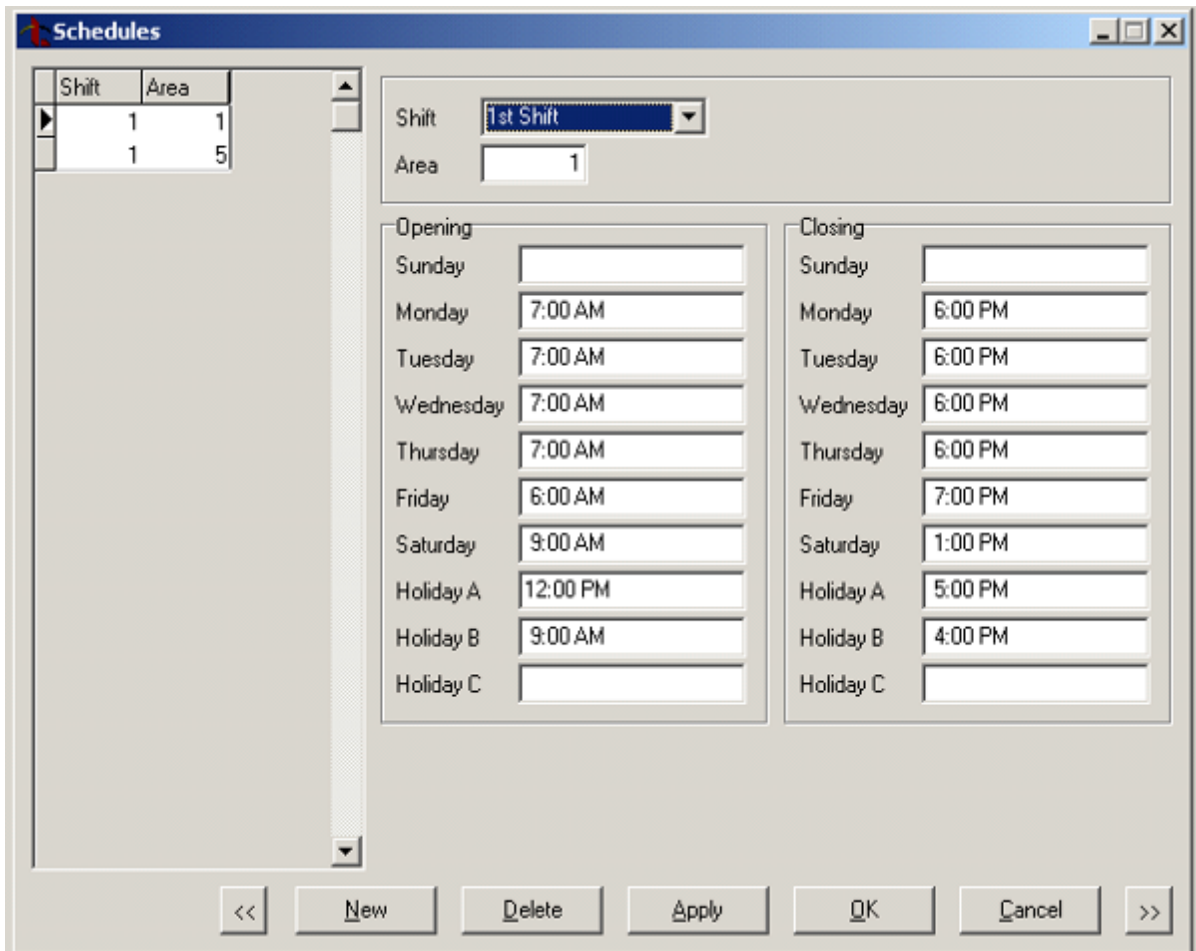 Schedules
Shift Area
1 1
1 5
Shift 1st Shift
Area 1
Opening
Sunday
Monday 7:00 AM
Tuesday 7:00 AM
Wednesday 7:00 AM
Thursday 7:00 AM
Friday 6:00 AM
Saturday 9:00 AM
Holiday A 12:00 PM
Holiday B 9:00 AM
Holiday C
Closing
Sunday
Monday 6:00 PM
Tuesday 6:00 PM
Wednesday 6:00 PM
Thursday 6:00 PM
Friday 7:00 PM
Saturday 1:00 PM
Holiday A 5:00 PM
Holiday B 4:00 PM
Holiday C
<< New Delete Apply OK Cancel >>